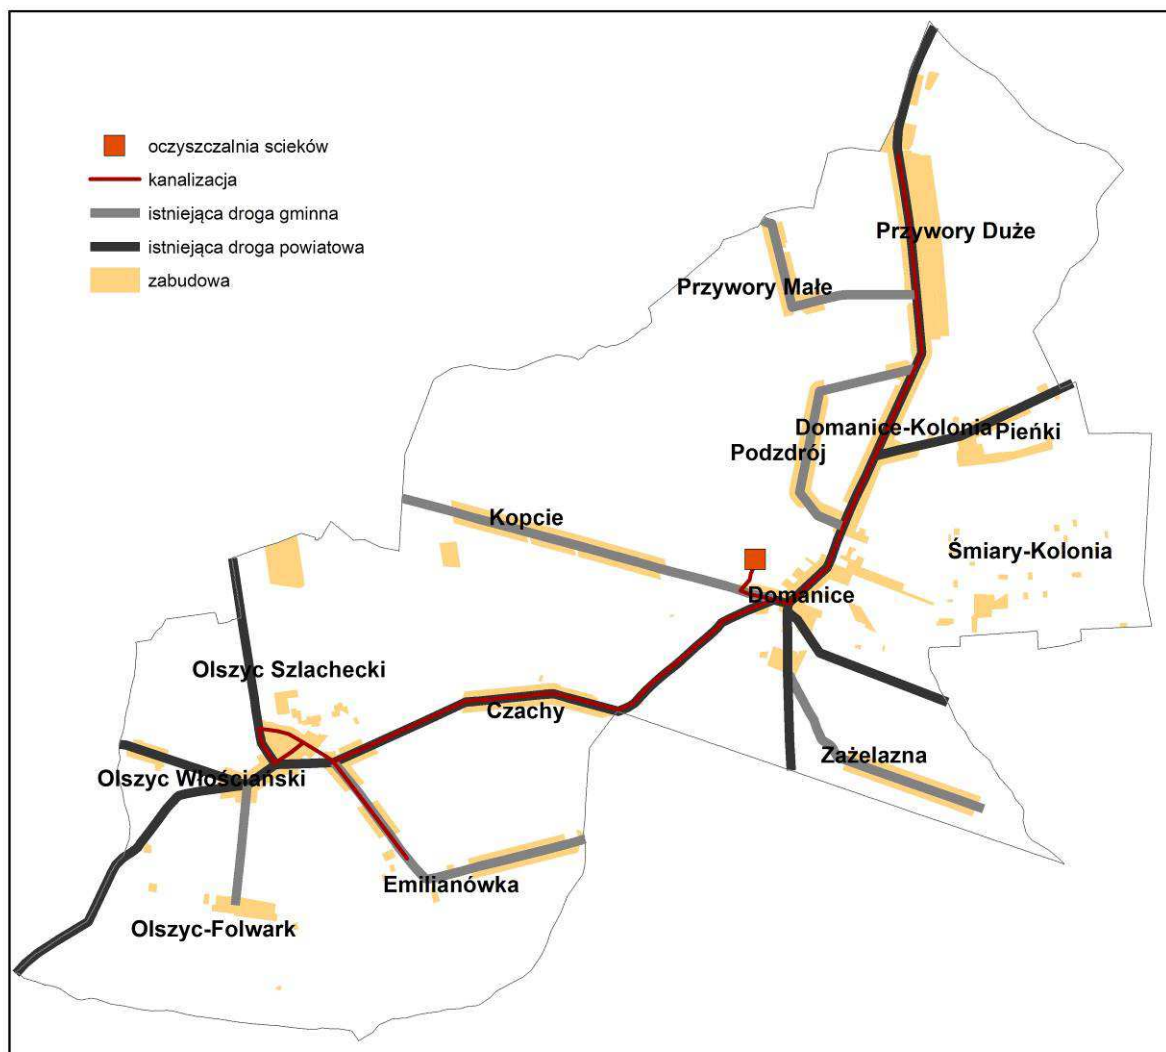 oczyszczalnia scieków
kanalizacja
istniejąca droga gminna
istniejąca droga powiatowa
zabudowa
Przywory Duże
Przywory Małe
Domanice-Kolonia
Pieńki
Podzdrój
Kopcie
Śmiary-Kolonia
Domanice
Olszyc Szlachecki
Czachy
Zażelazna
Olszyc Włościański
Emilianówka
Olszyc-Folwark